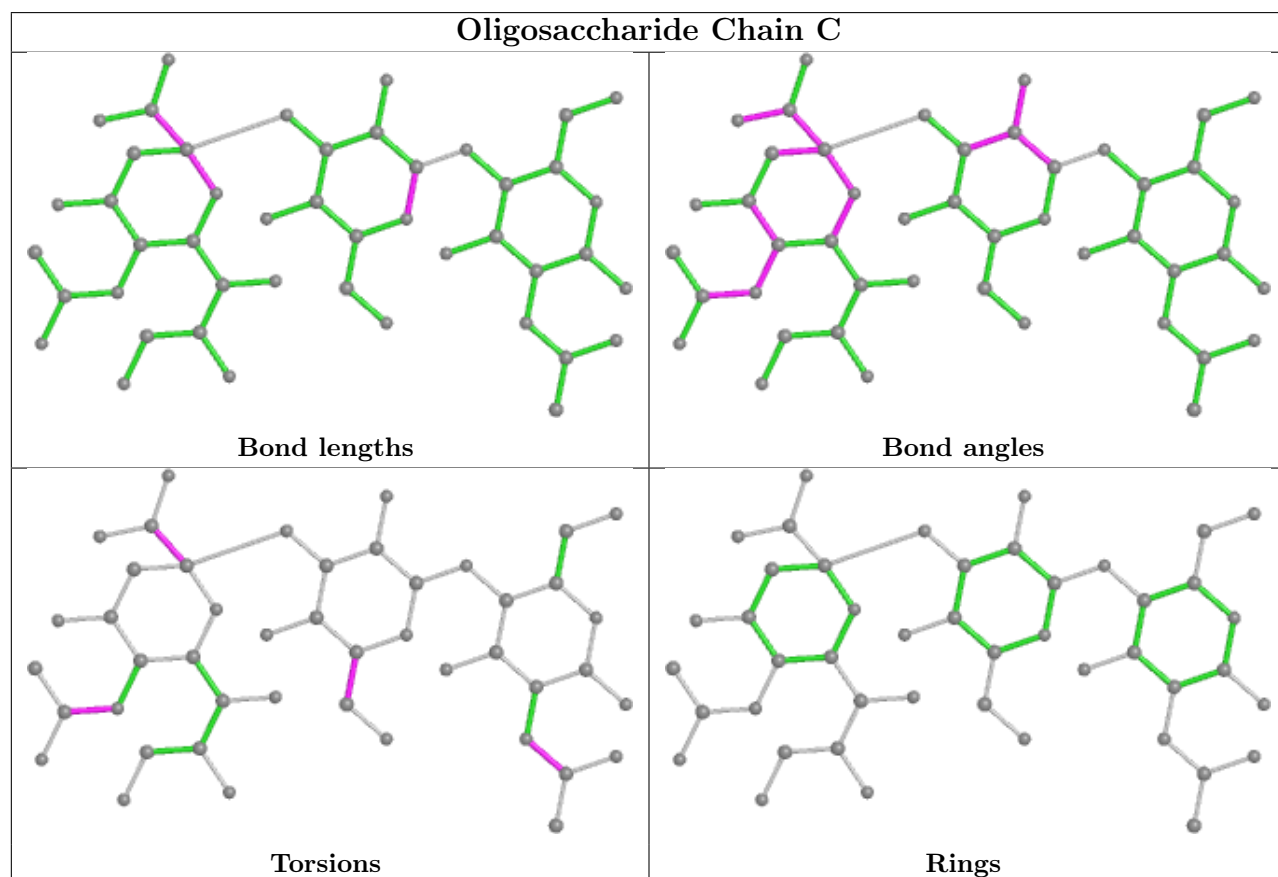 Oligosaccharide Chain C
Bond lengths
Bond angles
Torsions
Rings